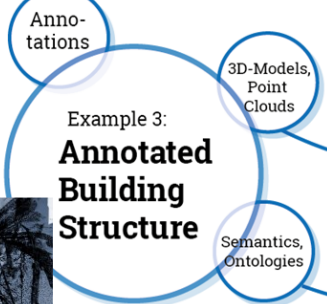 Anno-
tations
3D-Models,
Point
Clouds
Example 3:
Annotated
Building
Structure
Semantics,
Ontologies